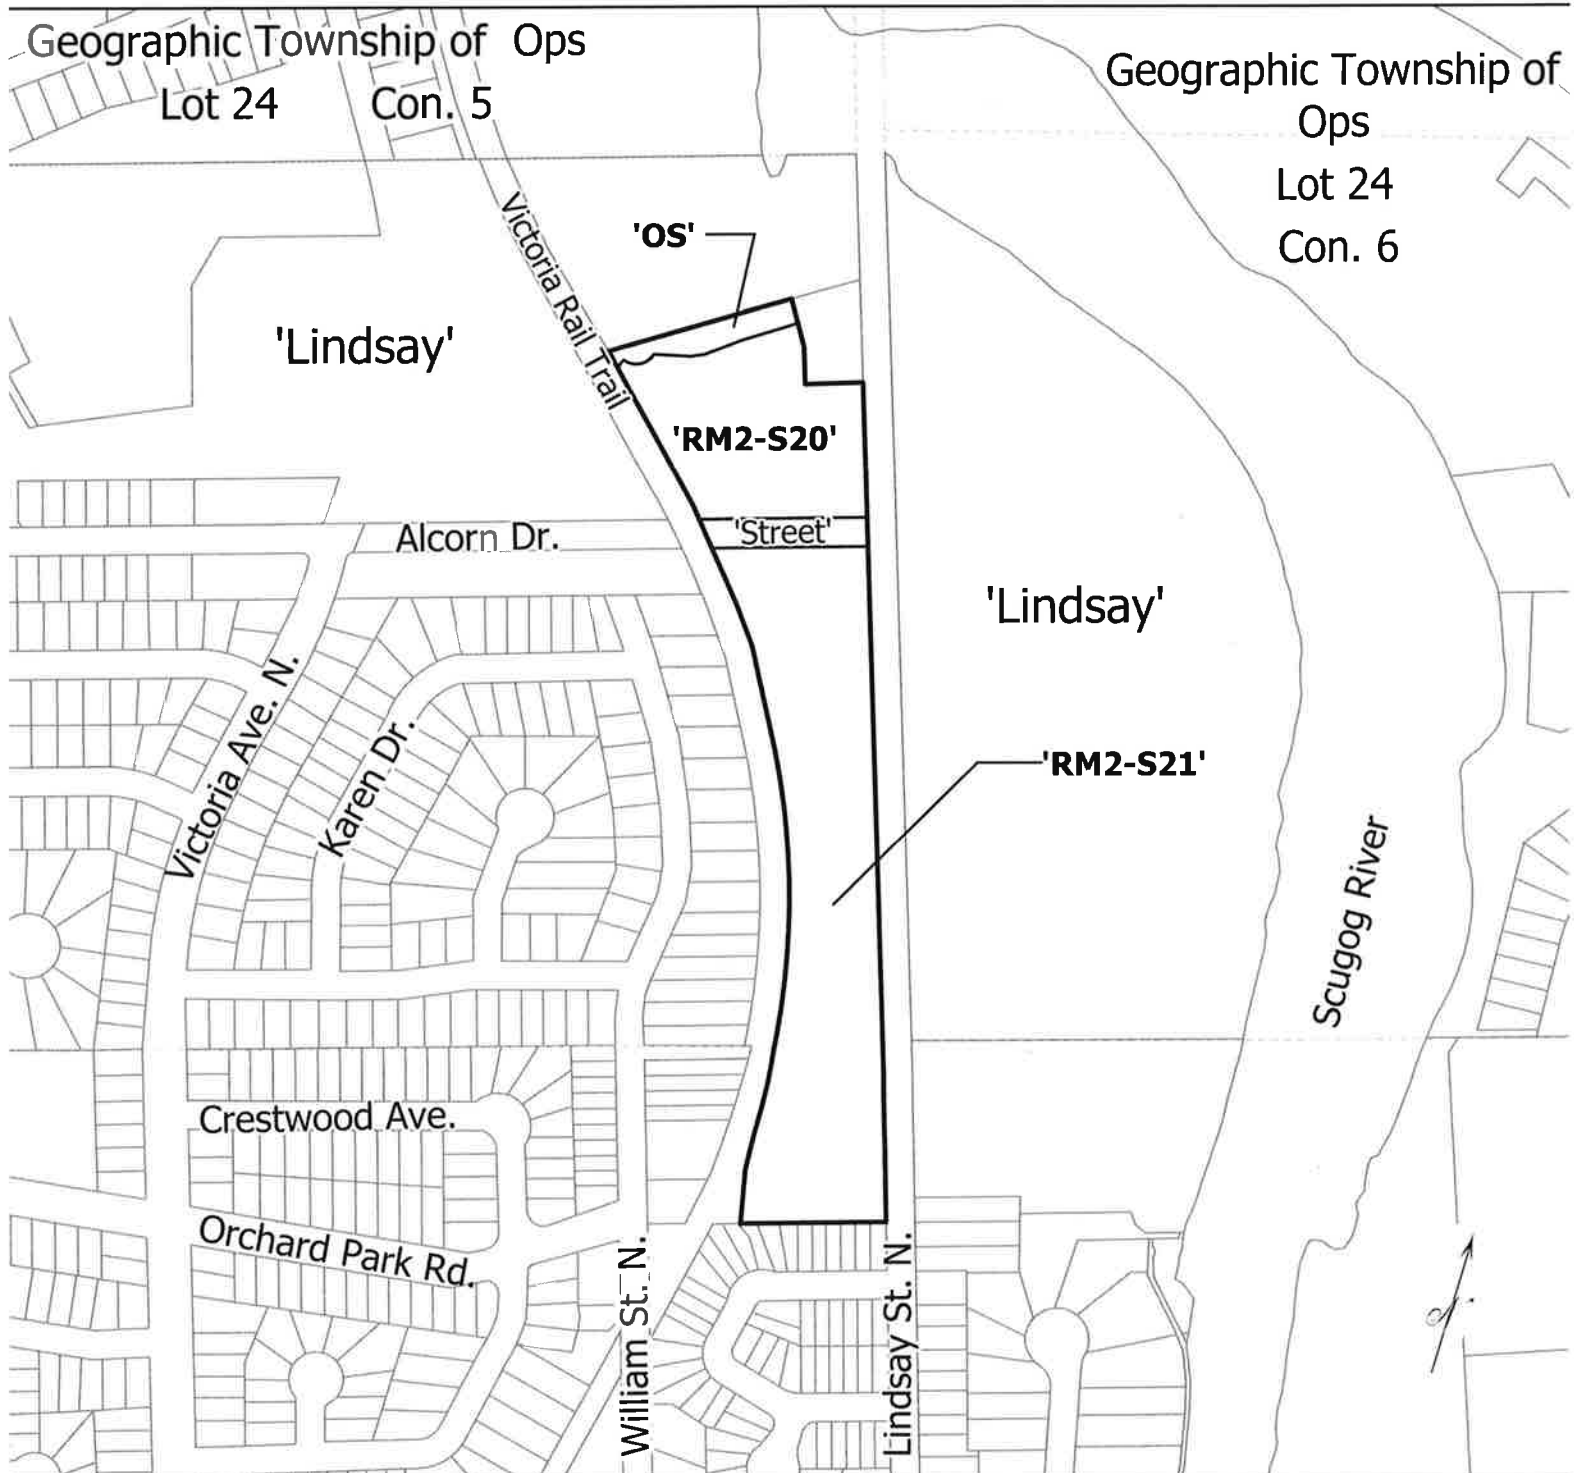 Geographic Township of Ops
Lot 24 Con. 5
Geographic Township of
Ops
Lot 24
Con. 6
Victoria Rail Trail
'OS'
'Lindsay'
'RM2-S20'
Alcorn Dr.
'Street'
'Lindsay'
Victoria Ave. N.
Karen Dr.
'RM2-S21'
Scugog River
Crestwood Ave.
Orchard Park Rd.
William St. N.
Lindsay St. N.